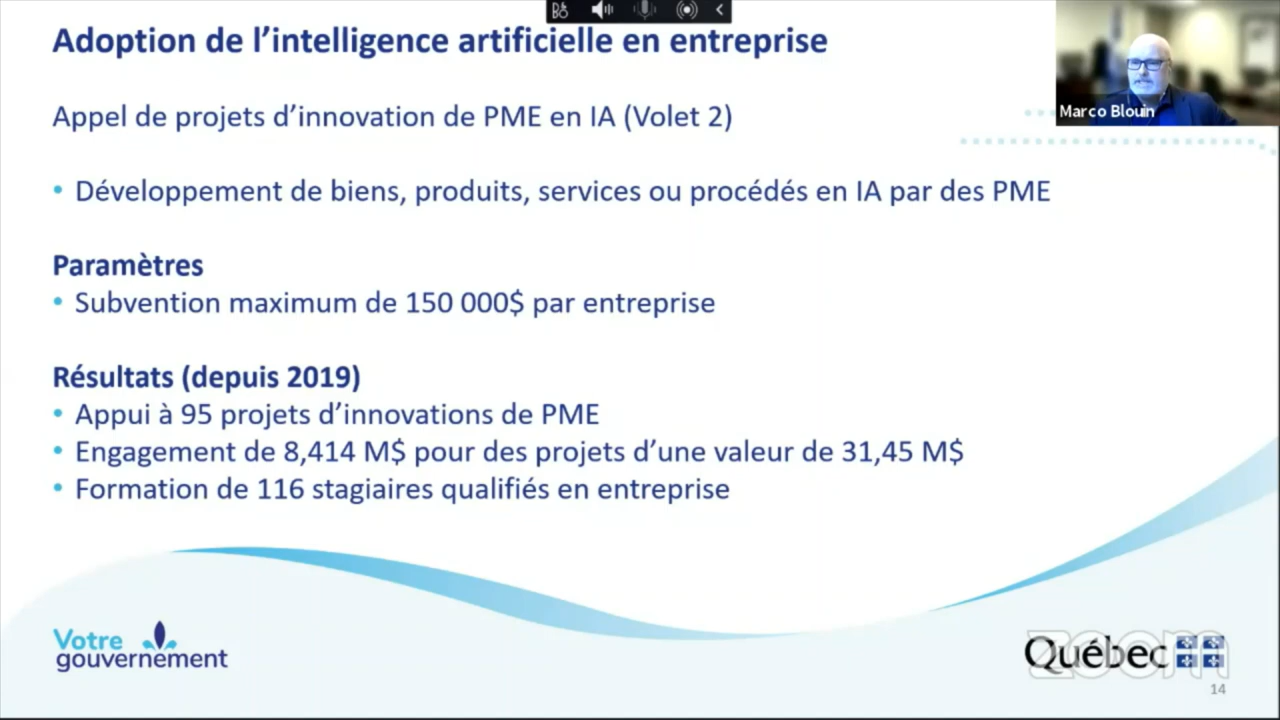 Adoption de l'intelligence artificielle en entreprise
Marco Blouin
Appel de projets d'innovation de PME en IA (Volet 2)
• Développement de biens, produits, services ou procédés en IA par des PME
Paramètres
• Subvention maximum de 150 000$ par entreprise
Résultats (depuis 2019)
• Appui à 95 projets d'innovations de PME
• Engagement de 8,414 M$ pour des projets d'une valeur de 31,45 M$
• Formation de 116 stagiaires qualifiés en entreprise
Votre
gouvernement
Québec
zoom
14